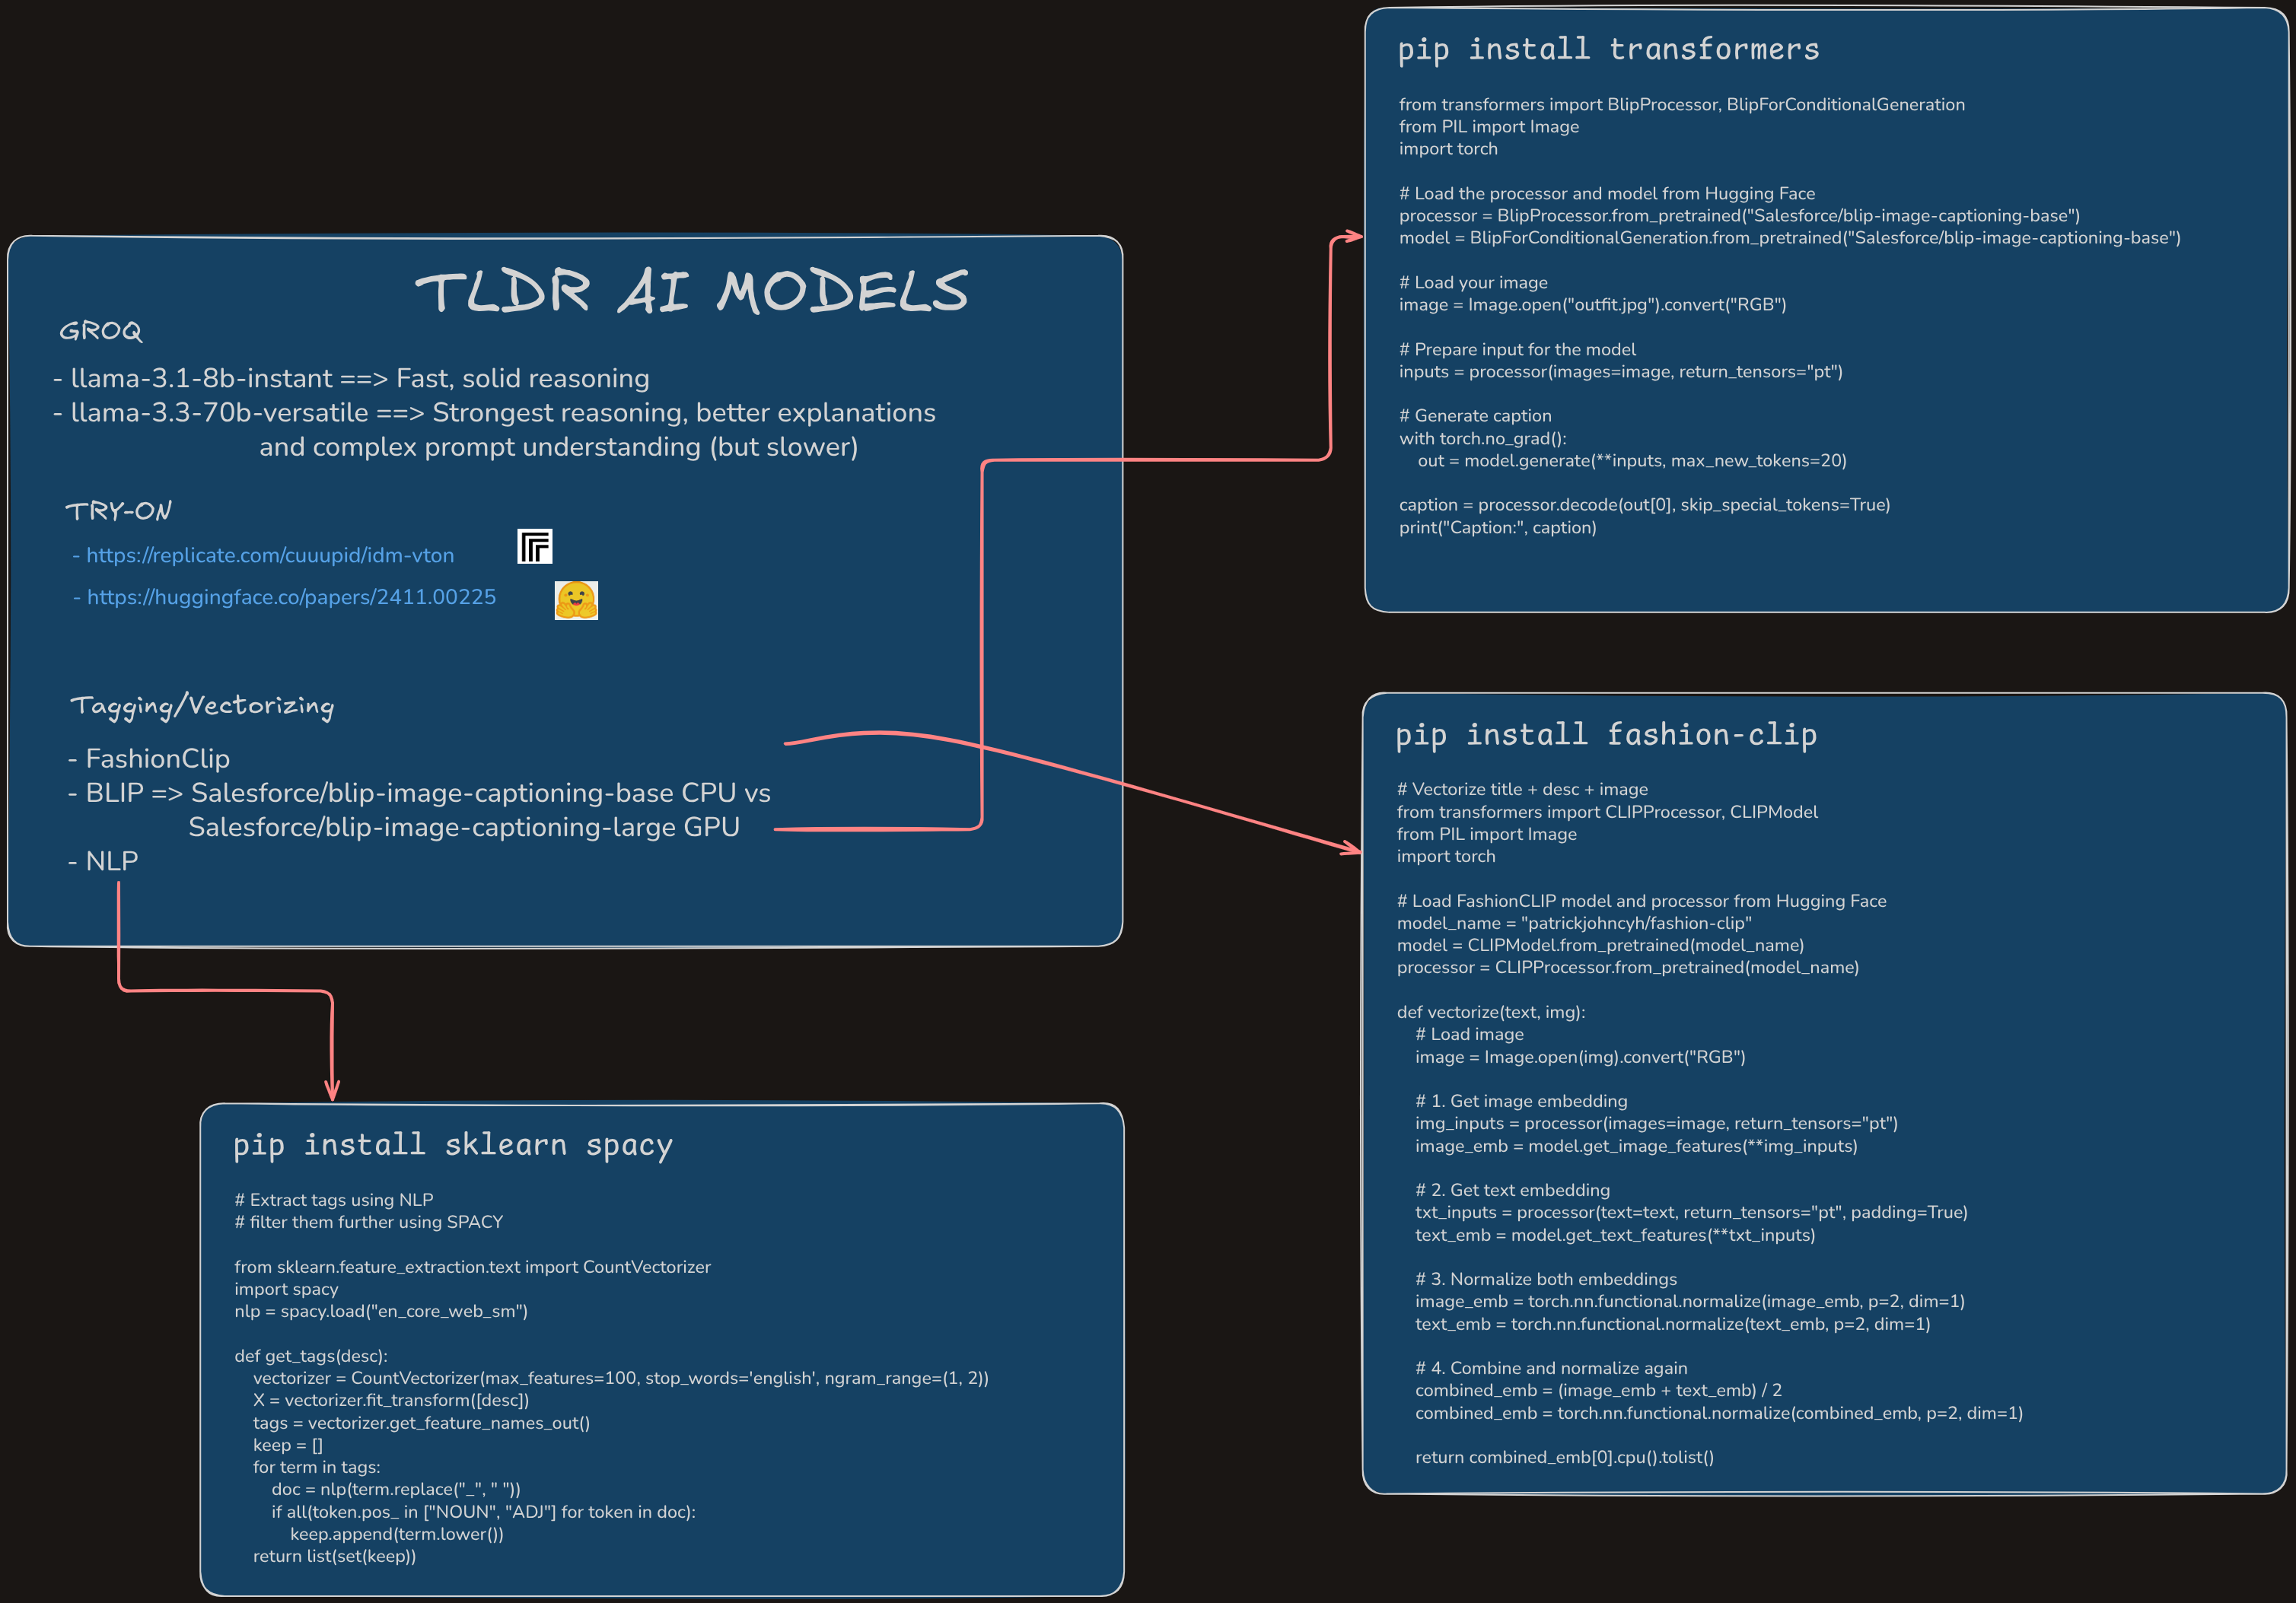 TLDR AI MODELS
GROQ
- llama-3.1-8b-instant ==> Fast, solid reasoning
- llama-3.3-70b-versatile ==> Strongest reasoning, better explanations
and complex prompt understanding (but slower)
TRY-ON
- https://replicate.com/cuuupid/idm-vton
- https://huggingface.co/papers/2411.00225
Tagging/Vectorizing
- FashionClip
- BLIP => Salesforce/blip-image-captioning-base CPU vs
Salesforce/blip-image-captioning-large GPU
- NLP
pip install transformers
from transformers import BlipProcessor, BlipForConditionalGeneration
from PIL import Image
import torch
# Load the processor and model from Hugging Face
processor = BlipProcessor.from_pretrained("Salesforce/blip-image-captioning-base")
model = BlipForConditionalGeneration.from_pretrained("Salesforce/blip-image-captioning-base")
# Load your image
image = Image.open("outfit.jpg").convert("RGB")
# Prepare input for the model
inputs = processor(images=image, return_tensors="pt")
# Generate caption
with torch.no_grad():
    out = model.generate(**inputs, max_new_tokens=20)
caption = processor.decode(out[0], skip_special_tokens=True)
print("Caption:", caption)
pip install fashion-clip
# Vectorize title + desc + image
from transformers import CLIPProcessor, CLIPModel
from PIL import Image
import torch
# Load FashionCLIP model and processor from Hugging Face
model_name = "patrickjohncyh/fashion-clip"
model = CLIPModel.from_pretrained(model_name)
processor = CLIPProcessor.from_pretrained(model_name)
def vectorize(text, img):
    # Load image
    image = Image.open(img).convert("RGB")
    # 1. Get image embedding
    img_inputs = processor(images=image, return_tensors="pt")
    image_emb = model.get_image_features(**img_inputs)
    # 2. Get text embedding
    txt_inputs = processor(text=text, return_tensors="pt", padding=True)
    text_emb = model.get_text_features(**txt_inputs)
    # 3. Normalize both embeddings
    image_emb = torch.nn.functional.normalize(image_emb, p=2, dim=1)
    text_emb = torch.nn.functional.normalize(text_emb, p=2, dim=1)
    # 4. Combine and normalize again
    combined_emb = (image_emb + text_emb) / 2
    combined_emb = torch.nn.functional.normalize(combined_emb, p=2, dim=1)
    return combined_emb[0].cpu().tolist()
pip install sklearn spacy
# Extract tags using NLP
# filter them further using SPACY
from sklearn.feature_extraction.text import CountVectorizer
import spacy
nlp = spacy.load("en_core_web_sm")
def get_tags(desc):
    vectorizer = CountVectorizer(max_features=100, stop_words='english', ngram_range=(1, 2))
    X = vectorizer.fit_transform([desc])
    tags = vectorizer.get_feature_names_out()
    keep = []
    for term in tags:
        doc = nlp(term.replace("_", " "))
        if all(token.pos_ in ["NOUN", "ADJ"] for token in doc):
            keep.append(term.lower())
    return list(set(keep))